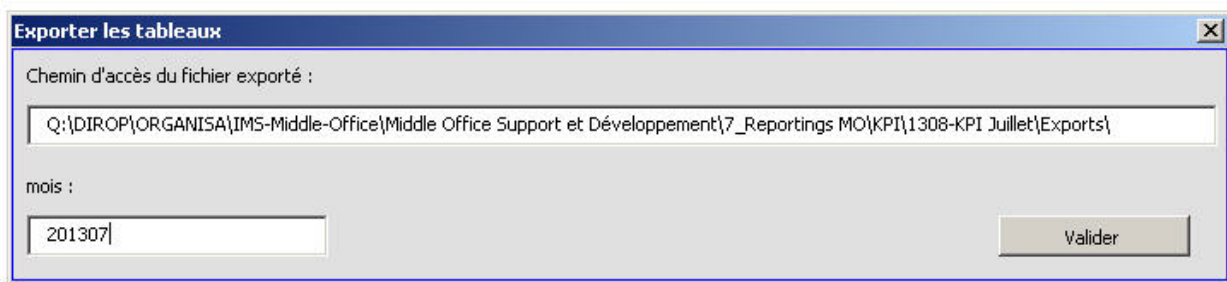 Exporter les tableaux
Chemin d'accès du fichier exporté :
Q:\DIROP\ORGANISA\IMS-Middle-Office\Middle Office Support et Développement\7_Reportings MO\KPI\1308-KPI Juillet\Exports\
mois :
201307
Valider